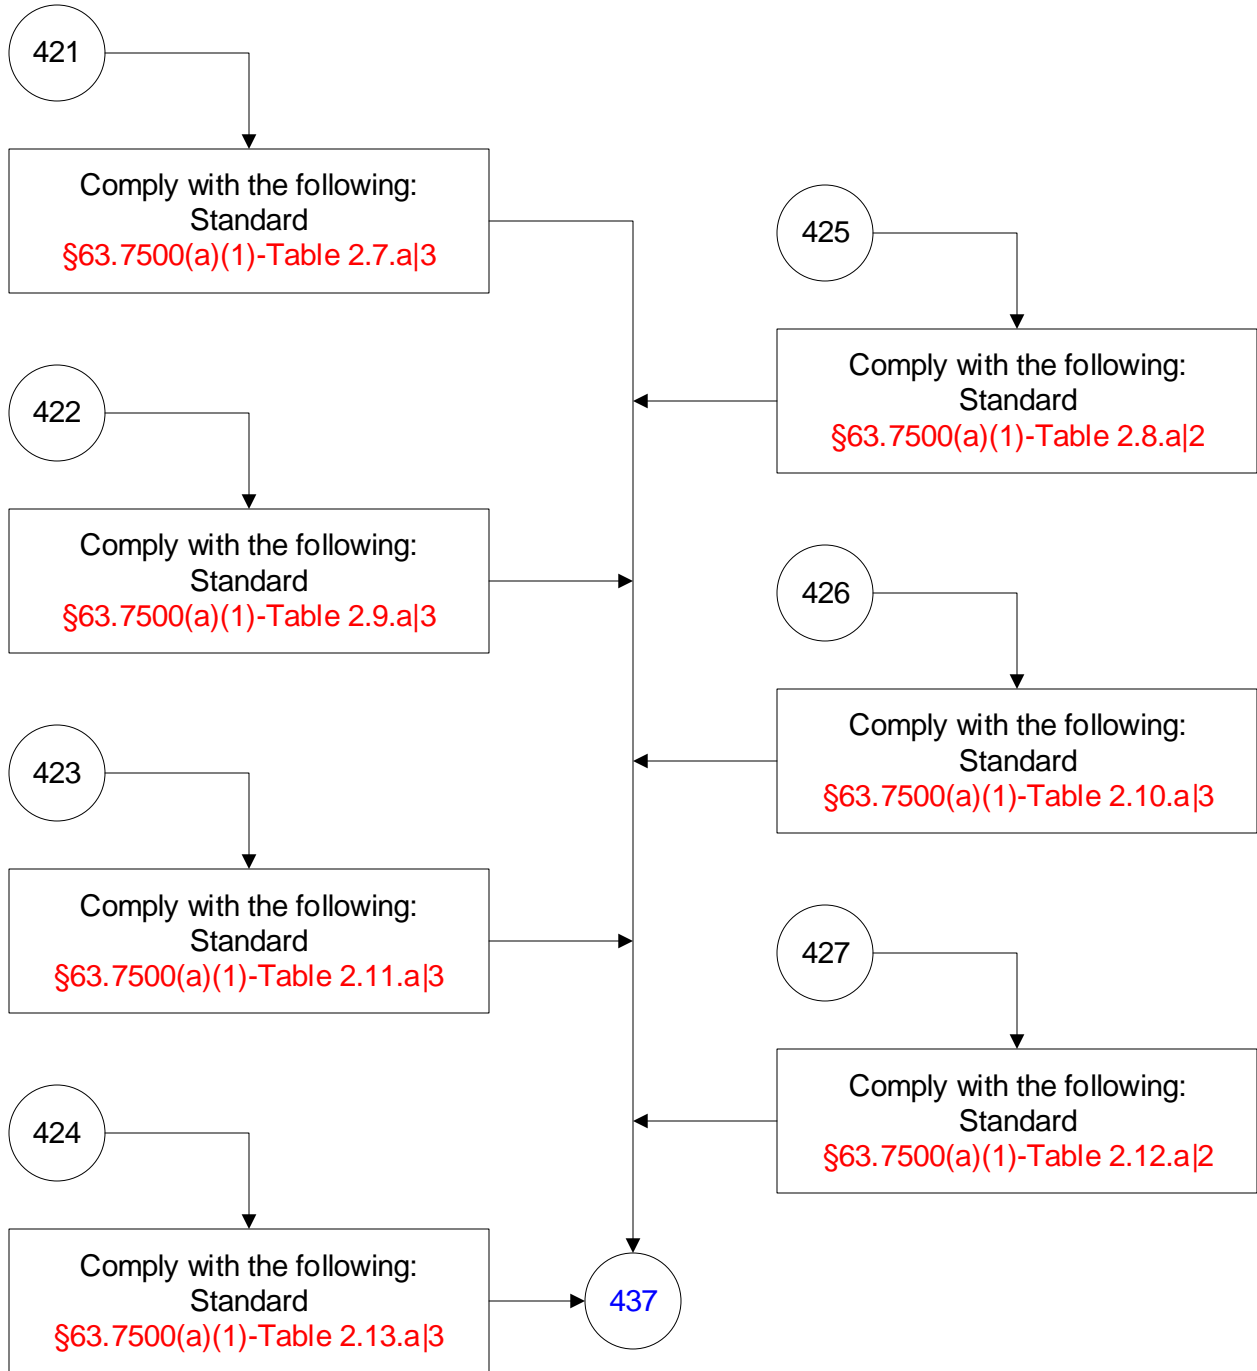 421
Comply with the following:
Standard
§63.7500(a)(1)-Table 2.7.a|3
425
Comply with the following:
Standard
§63.7500(a)(1)-Table 2.8.a|2
422
Comply with the following:
Standard
§63.7500(a)(1)-Table 2.9.a|3
426
Comply with the following:
Standard
§63.7500(a)(1)-Table 2.10.a|3
423
Comply with the following:
Standard
§63.7500(a)(1)-Table 2.11.a|3
427
Comply with the following:
Standard
§63.7500(a)(1)-Table 2.12.a|2
424
Comply with the following:
Standard
§63.7500(a)(1)-Table 2.13.a|3
437